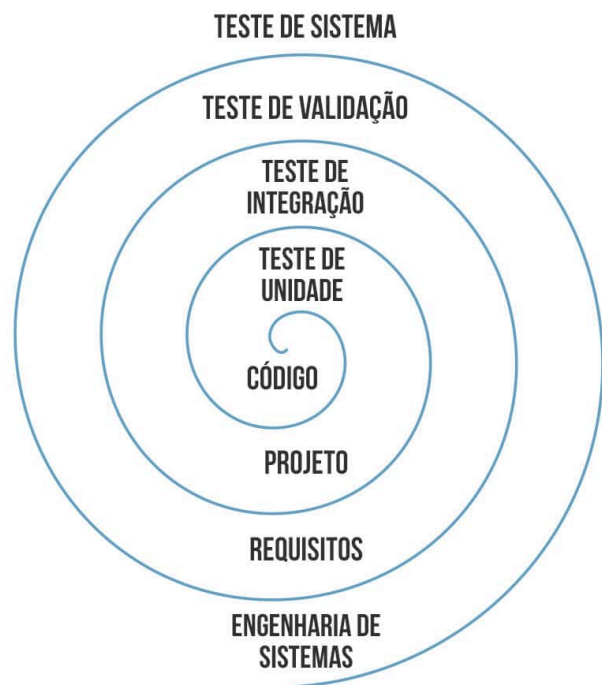 TESTE DE SISTEMA
TESTE DE VALIDAÇÃO
TESTE DE
INTEGRAÇÃO
TESTE DE
UNIDADE
CÓDIGO
PROJETO
REQUISITOS
ENGENHARIA DE
SISTEMAS